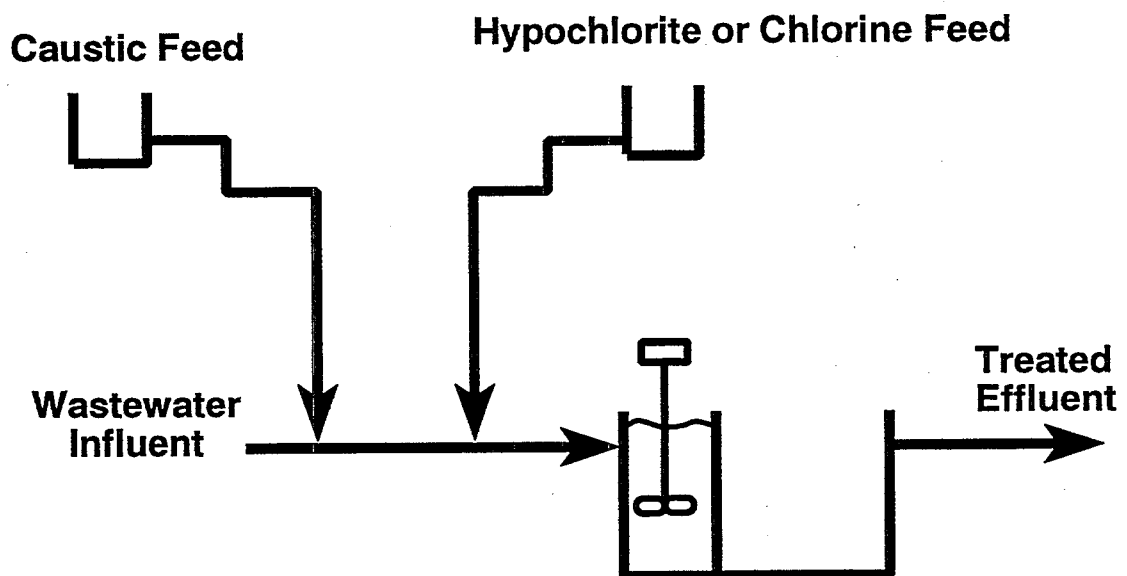 Caustic Feed
Hypochlorite or Chlorine Feed
Wastewater
Influent
Treated
Effluent